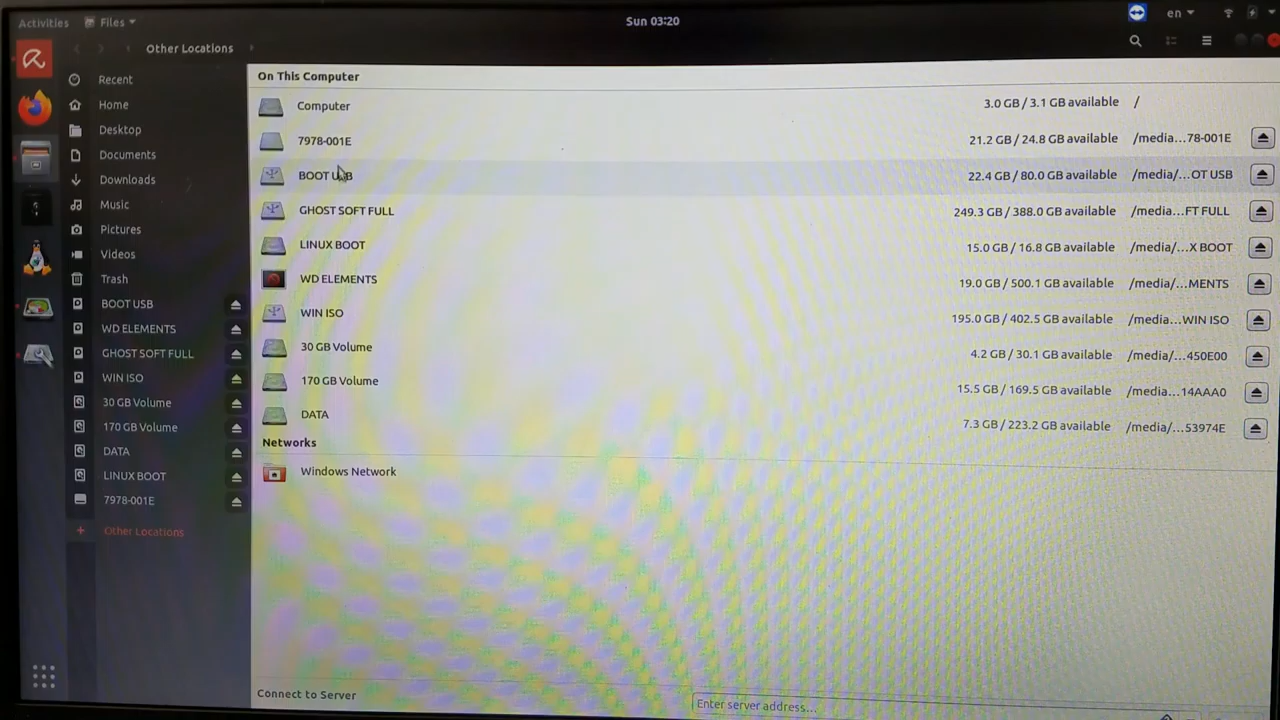 Activities Files Sun 03:20 en
Other Locations
Recent
Home
Desktop
Documents
Downloads
Music
Pictures
Videos
Trash
BOOT USB
WD ELEMENTS
GHOST SOFT FULL
WIN ISO
30 GB Volume
170 GB Volume
DATA
LINUX BOOT
7978-001E
+ Other Locations
On This Computer
Computer 3.0 GB / 3.1 GB available /
7978-001E 21.2 GB / 24.8 GB available /media...78-001E
BOOT USB 22.4 GB / 80.0 GB available /media/...OT USB
GHOST SOFT FULL 249.3 GB / 388.0 GB available /media...FT FULL
LINUX BOOT 15.0 GB / 16.8 GB available /media/...X BOOT
WD ELEMENTS 19.0 GB / 500.1 GB available /media/...MENTS
WIN ISO 195.0 GB / 402.5 GB available /media...WIN ISO
30 GB Volume 4.2 GB / 30.1 GB available /media/...450E00
170 GB Volume 15.5 GB / 169.5 GB available /media...14AAA0
DATA 7.3 GB / 223.2 GB available /media/...53974E
Networks
Windows Network
Connect to Server Enter server address...